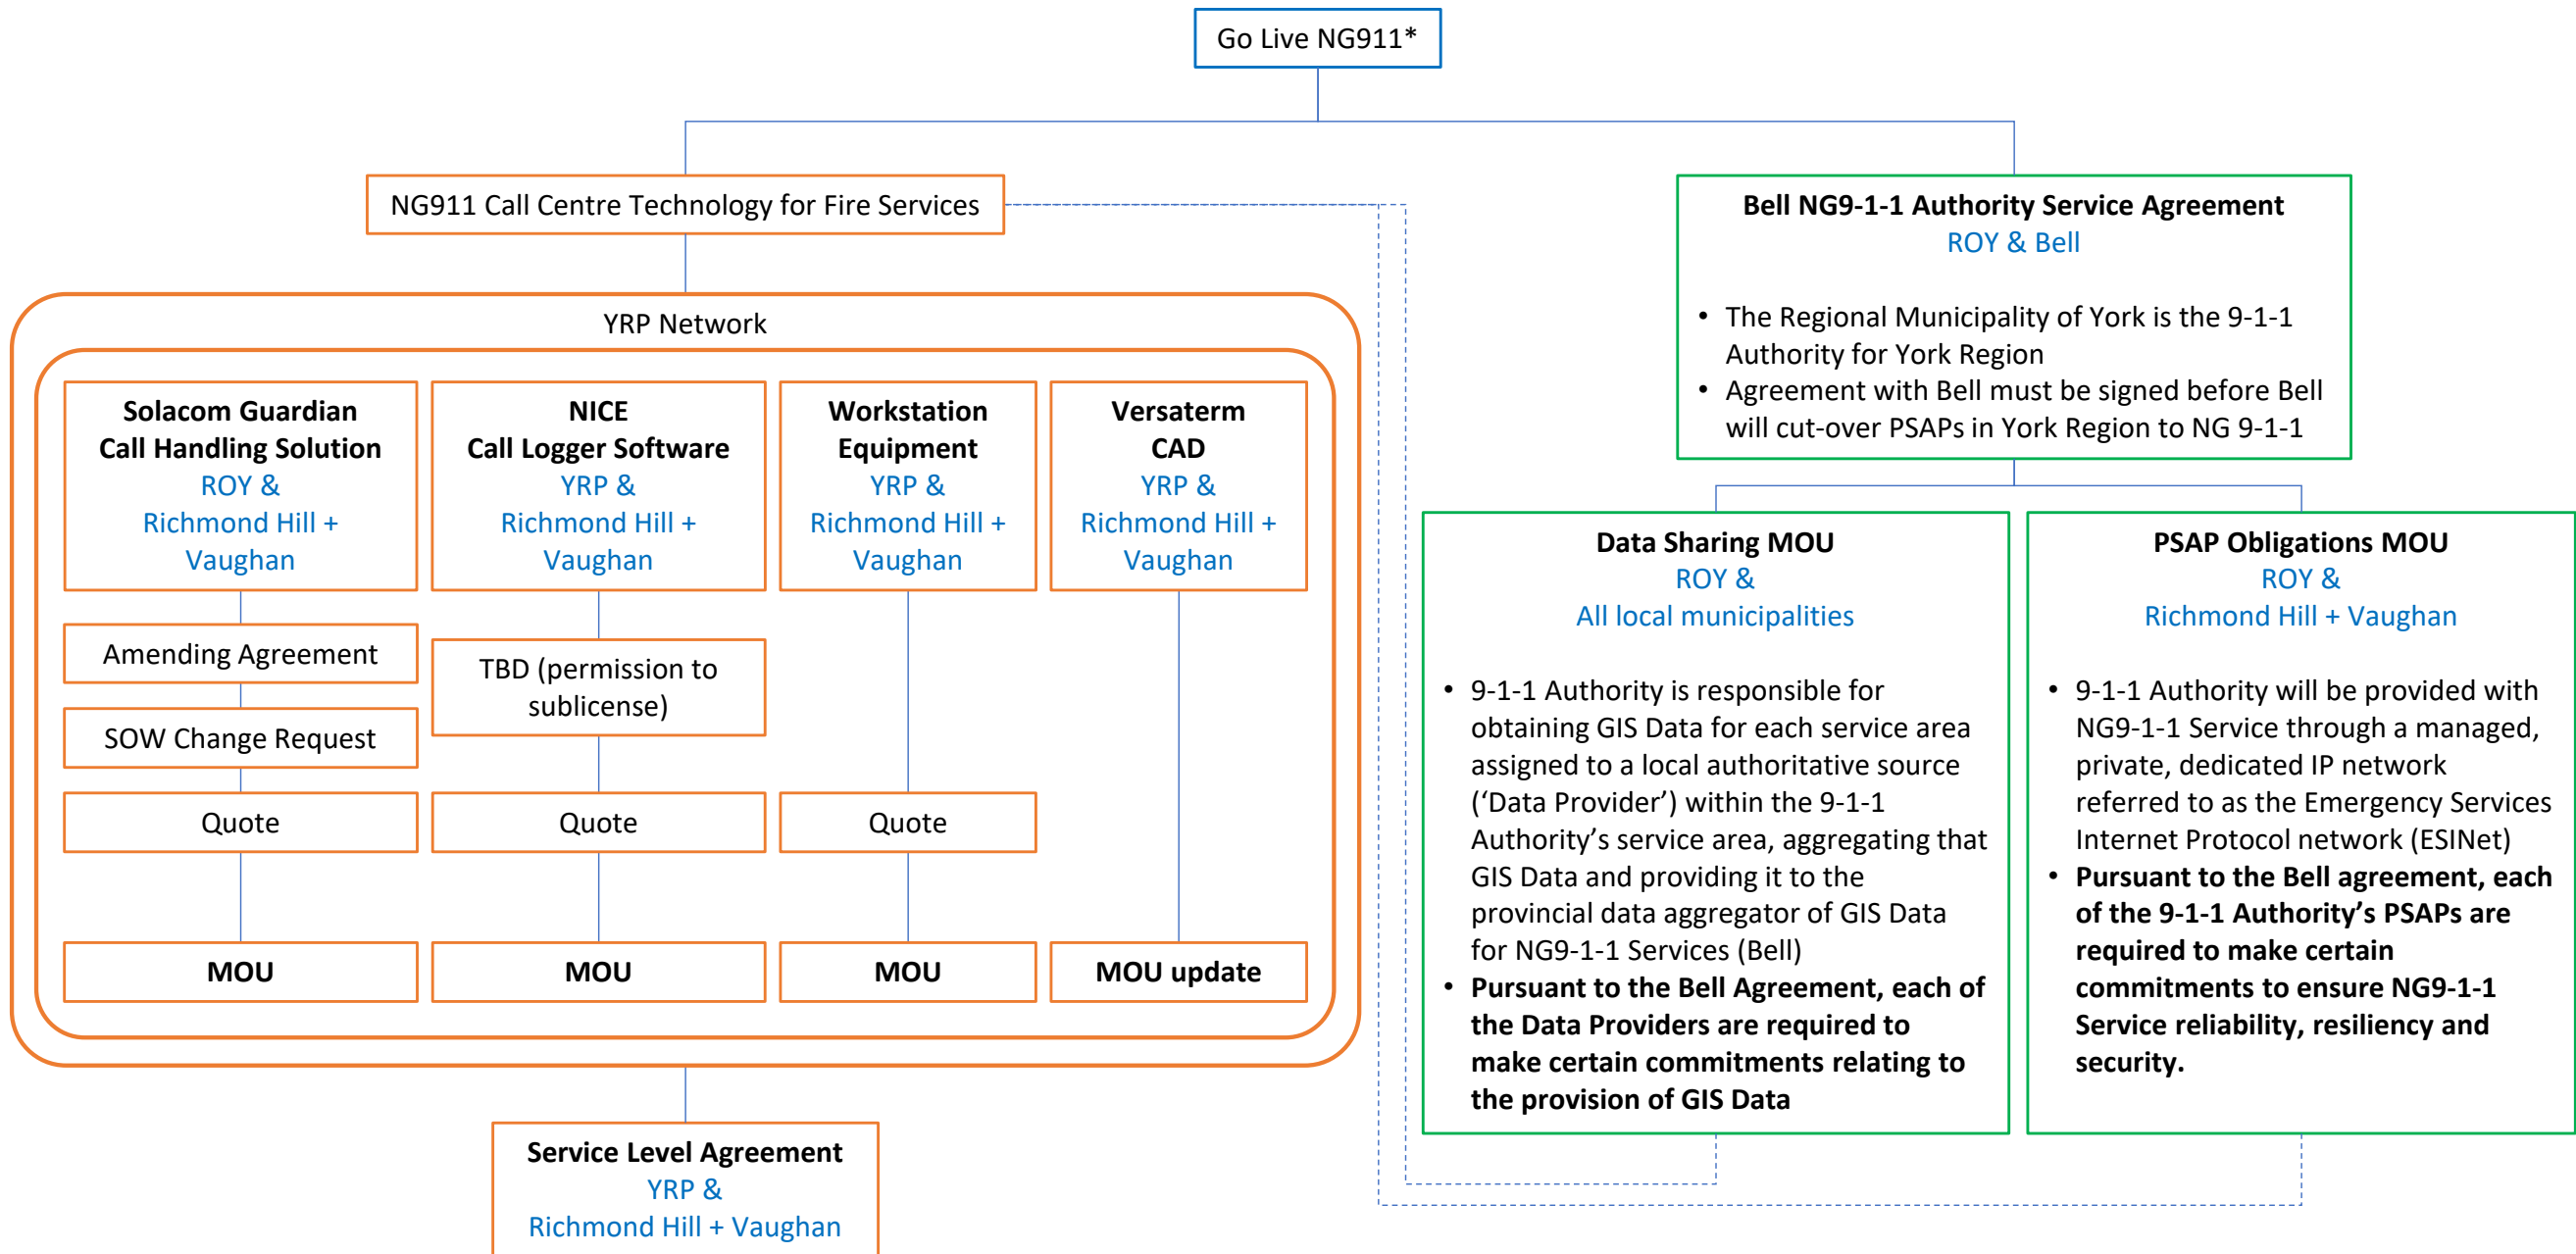 Go Live NG911*
NG911 Call Centre Technology for Fire Services
YRP Network
Solacom Guardian
Call Handling Solution
ROY &
Richmond Hill +
Vaughan
Amending Agreement
SOW Change Request
Quote
MOU
NICE
Call Logger Software
YRP &
Richmond Hill +
Vaughan
TBD (permission to
sublicense)
Quote
MOU
Workstation
Equipment
YRP &
Richmond Hill +
Vaughan
Quote
MOU
Versaterm
CAD
YRP &
Richmond Hill +
Vaughan
MOU update
Service Level Agreement
YRP &
Richmond Hill + Vaughan
Bell NG9-1-1 Authority Service Agreement
ROY & Bell
• The Regional Municipality of York is the 9-1-1
Authority for York Region
• Agreement with Bell must be signed before Bell
will cut-over PSAPs in York Region to NG 9-1-1
Data Sharing MOU
ROY &
All local municipalities
• 9-1-1 Authority is responsible for
obtaining GIS Data for each service area
assigned to a local authoritative source
(‘Data Provider’) within the 9-1-1
Authority’s service area, aggregating that
GIS Data and providing it to the
provincial data aggregator of GIS Data
for NG9-1-1 Services (Bell)
• Pursuant to the Bell Agreement, each of
the Data Providers are required to
make certain commitments relating to
the provision of GIS Data
PSAP Obligations MOU
ROY &
Richmond Hill + Vaughan
• 9-1-1 Authority will be provided with
NG9-1-1 Service through a managed,
private, dedicated IP network
referred to as the Emergency Services
Internet Protocol network (ESINet)
• Pursuant to the Bell agreement, each
of the 9-1-1 Authority’s PSAPs are
required to make certain
commitments to ensure NG9-1-1
Service reliability, resiliency and
security.